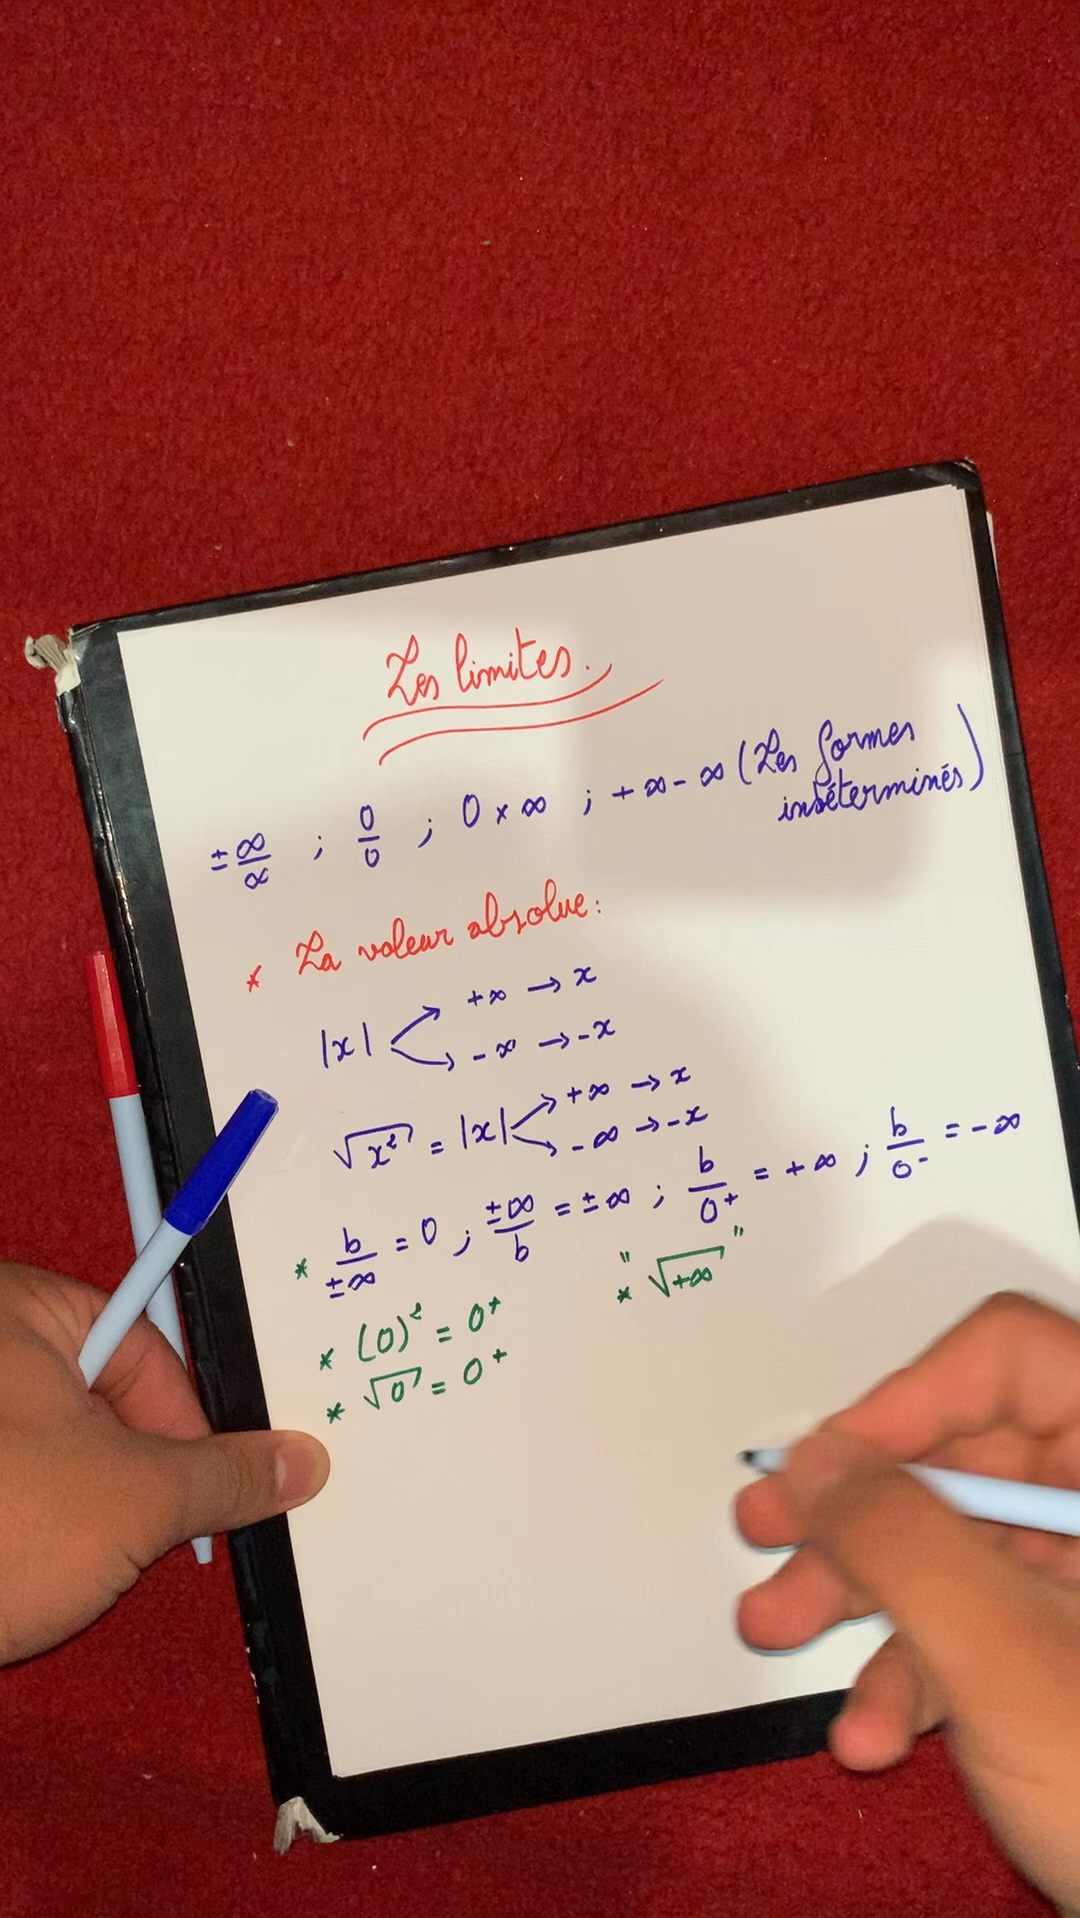 Les limites.
± ∞/∞ ; 0/0 ; 0 × ∞ ; + ∞ - ∞ (Les formes
indéterminés)
* La valeur absolue:
|x| ↗ +∞ → x
↘ - ∞ → -x
√x² = |x| ↗ +∞ → x
↘ - ∞ → -x
* b/±∞ = 0 ; ±∞/b = ±∞ ; b/0+ = +∞ ; b/0- = -∞
* (0)² = 0+
* "√+∞"
* √0 = 0+